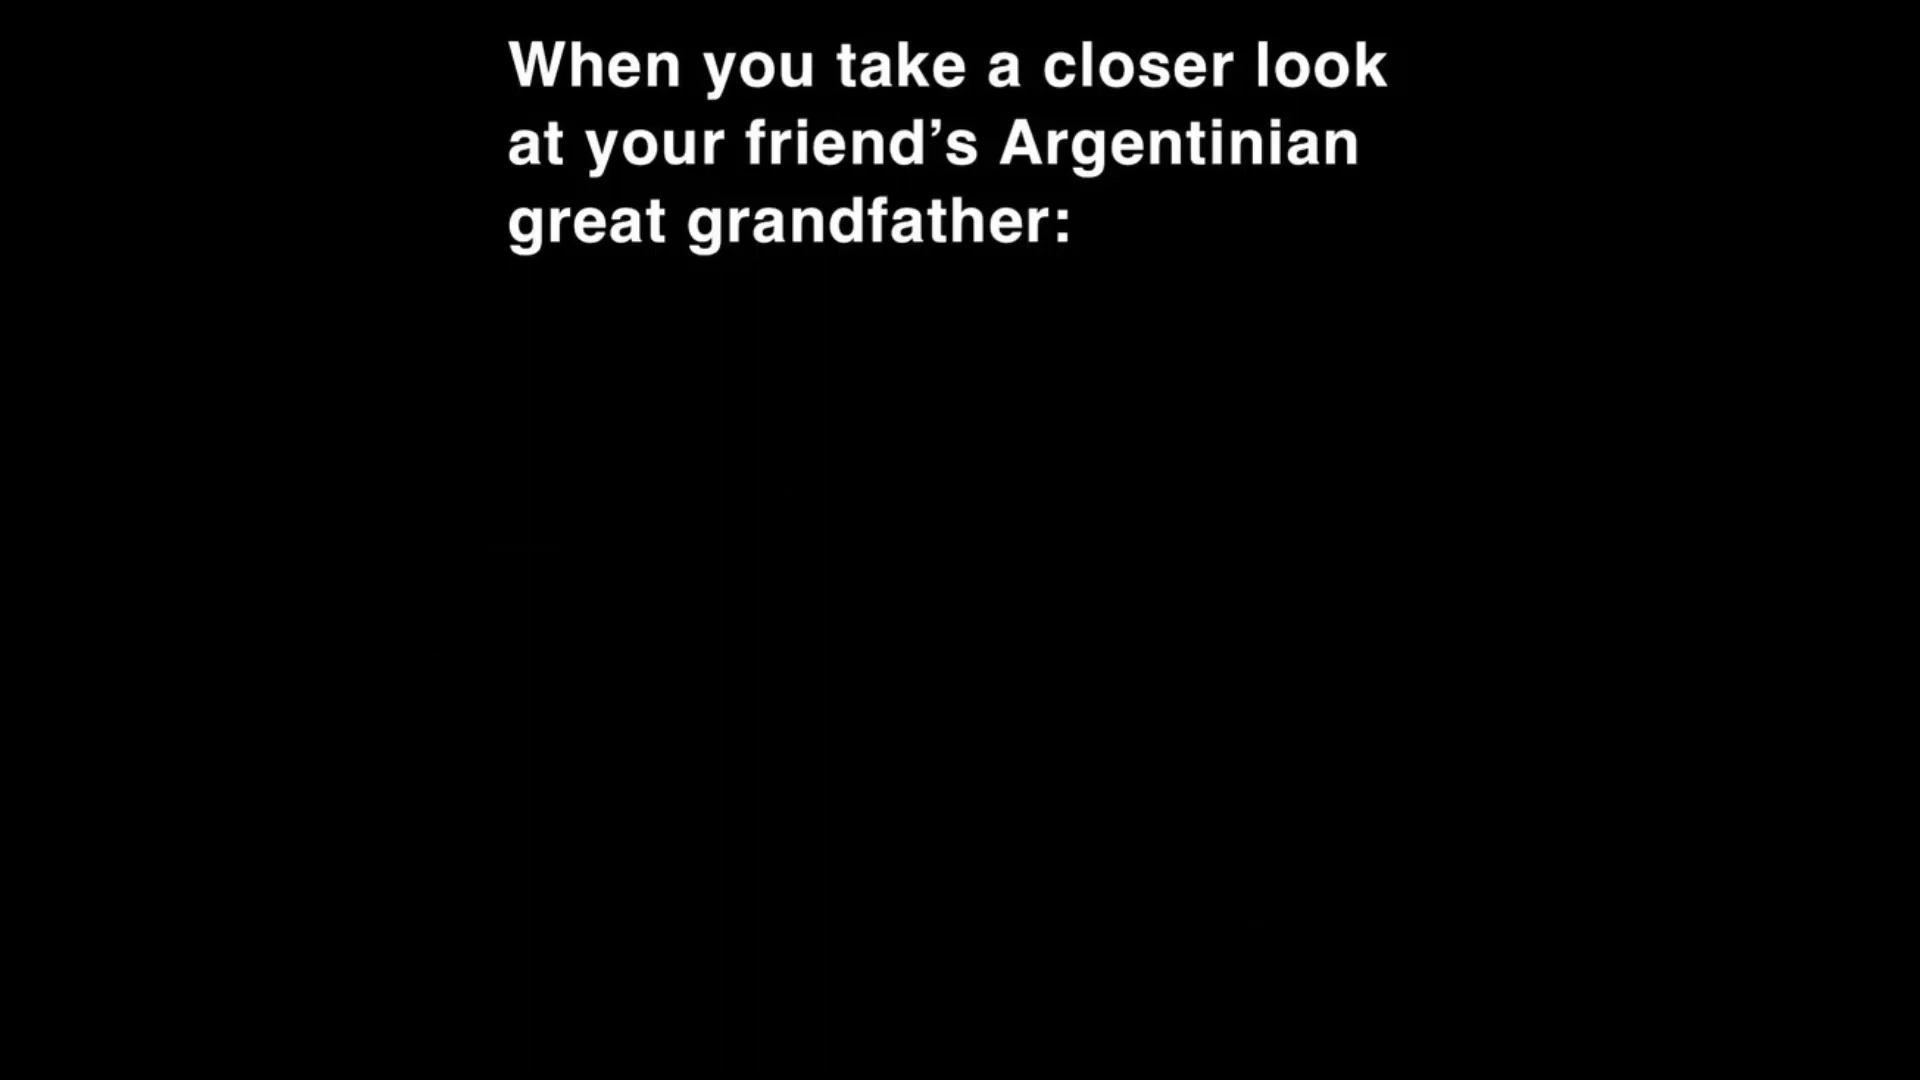 When you take a closer look
at your friend’s Argentinian
great grandfather: